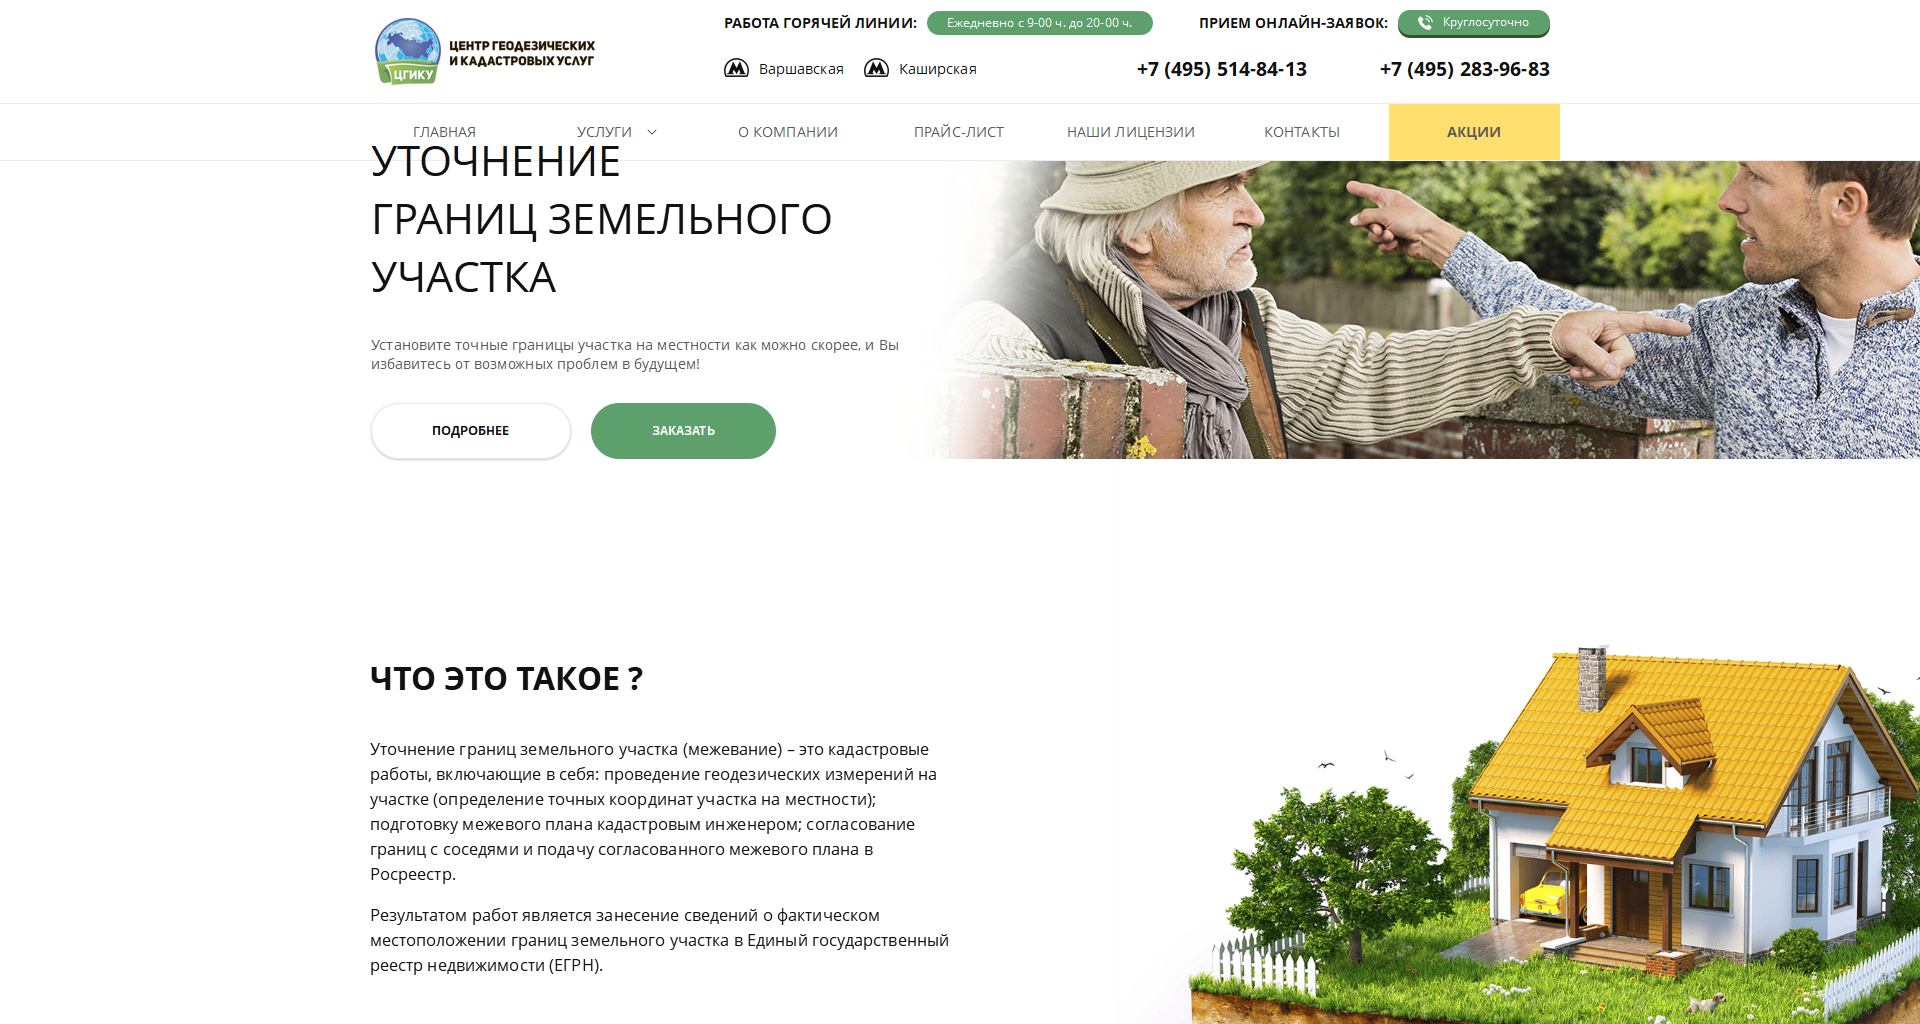 ЦГИКУ
ЦЕНТР ГЕОДЕЗИЧЕСКИХ
И КАДАСТРОВЫХ УСЛУГ
РАБОТА ГОРЯЧЕЙ ЛИНИИ: Ежедневно с 9-00 ч. до 20-00 ч.
ПРИЕМ ОНЛАЙН-ЗАЯВОК: Круглосуточно
Варшавская Каширская
+7 (495) 514-84-13 +7 (495) 283-96-83
ГЛАВНАЯ УСЛУГИ О КОМПАНИИ ПРАЙС-ЛИСТ НАШИ ЛИЦЕНЗИИ КОНТАКТЫ АКЦИИ
УТОЧНЕНИЕ
ГРАНИЦ ЗЕМЕЛЬНОГО
УЧАСТКА
Установите точные границы участка на местности как можно скорее, и Вы
избавитесь от возможных проблем в будущем!
ПОДРОБНЕЕ ЗАКАЗАТЬ
ЧТО ЭТО ТАКОЕ ?
Уточнение границ земельного участка (межевание) – это кадастровые
работы, включающие в себя: проведение геодезических измерений на
участке (определение точных координат участка на местности);
подготовку межевого плана кадастровым инженером; согласование
границ с соседями и подачу согласованного межевого плана в
Росреестр.
Результатом работ является занесение сведений о фактическом
местоположении границ земельного участка в Единый государственный
реестр недвижимости (ЕГРН).